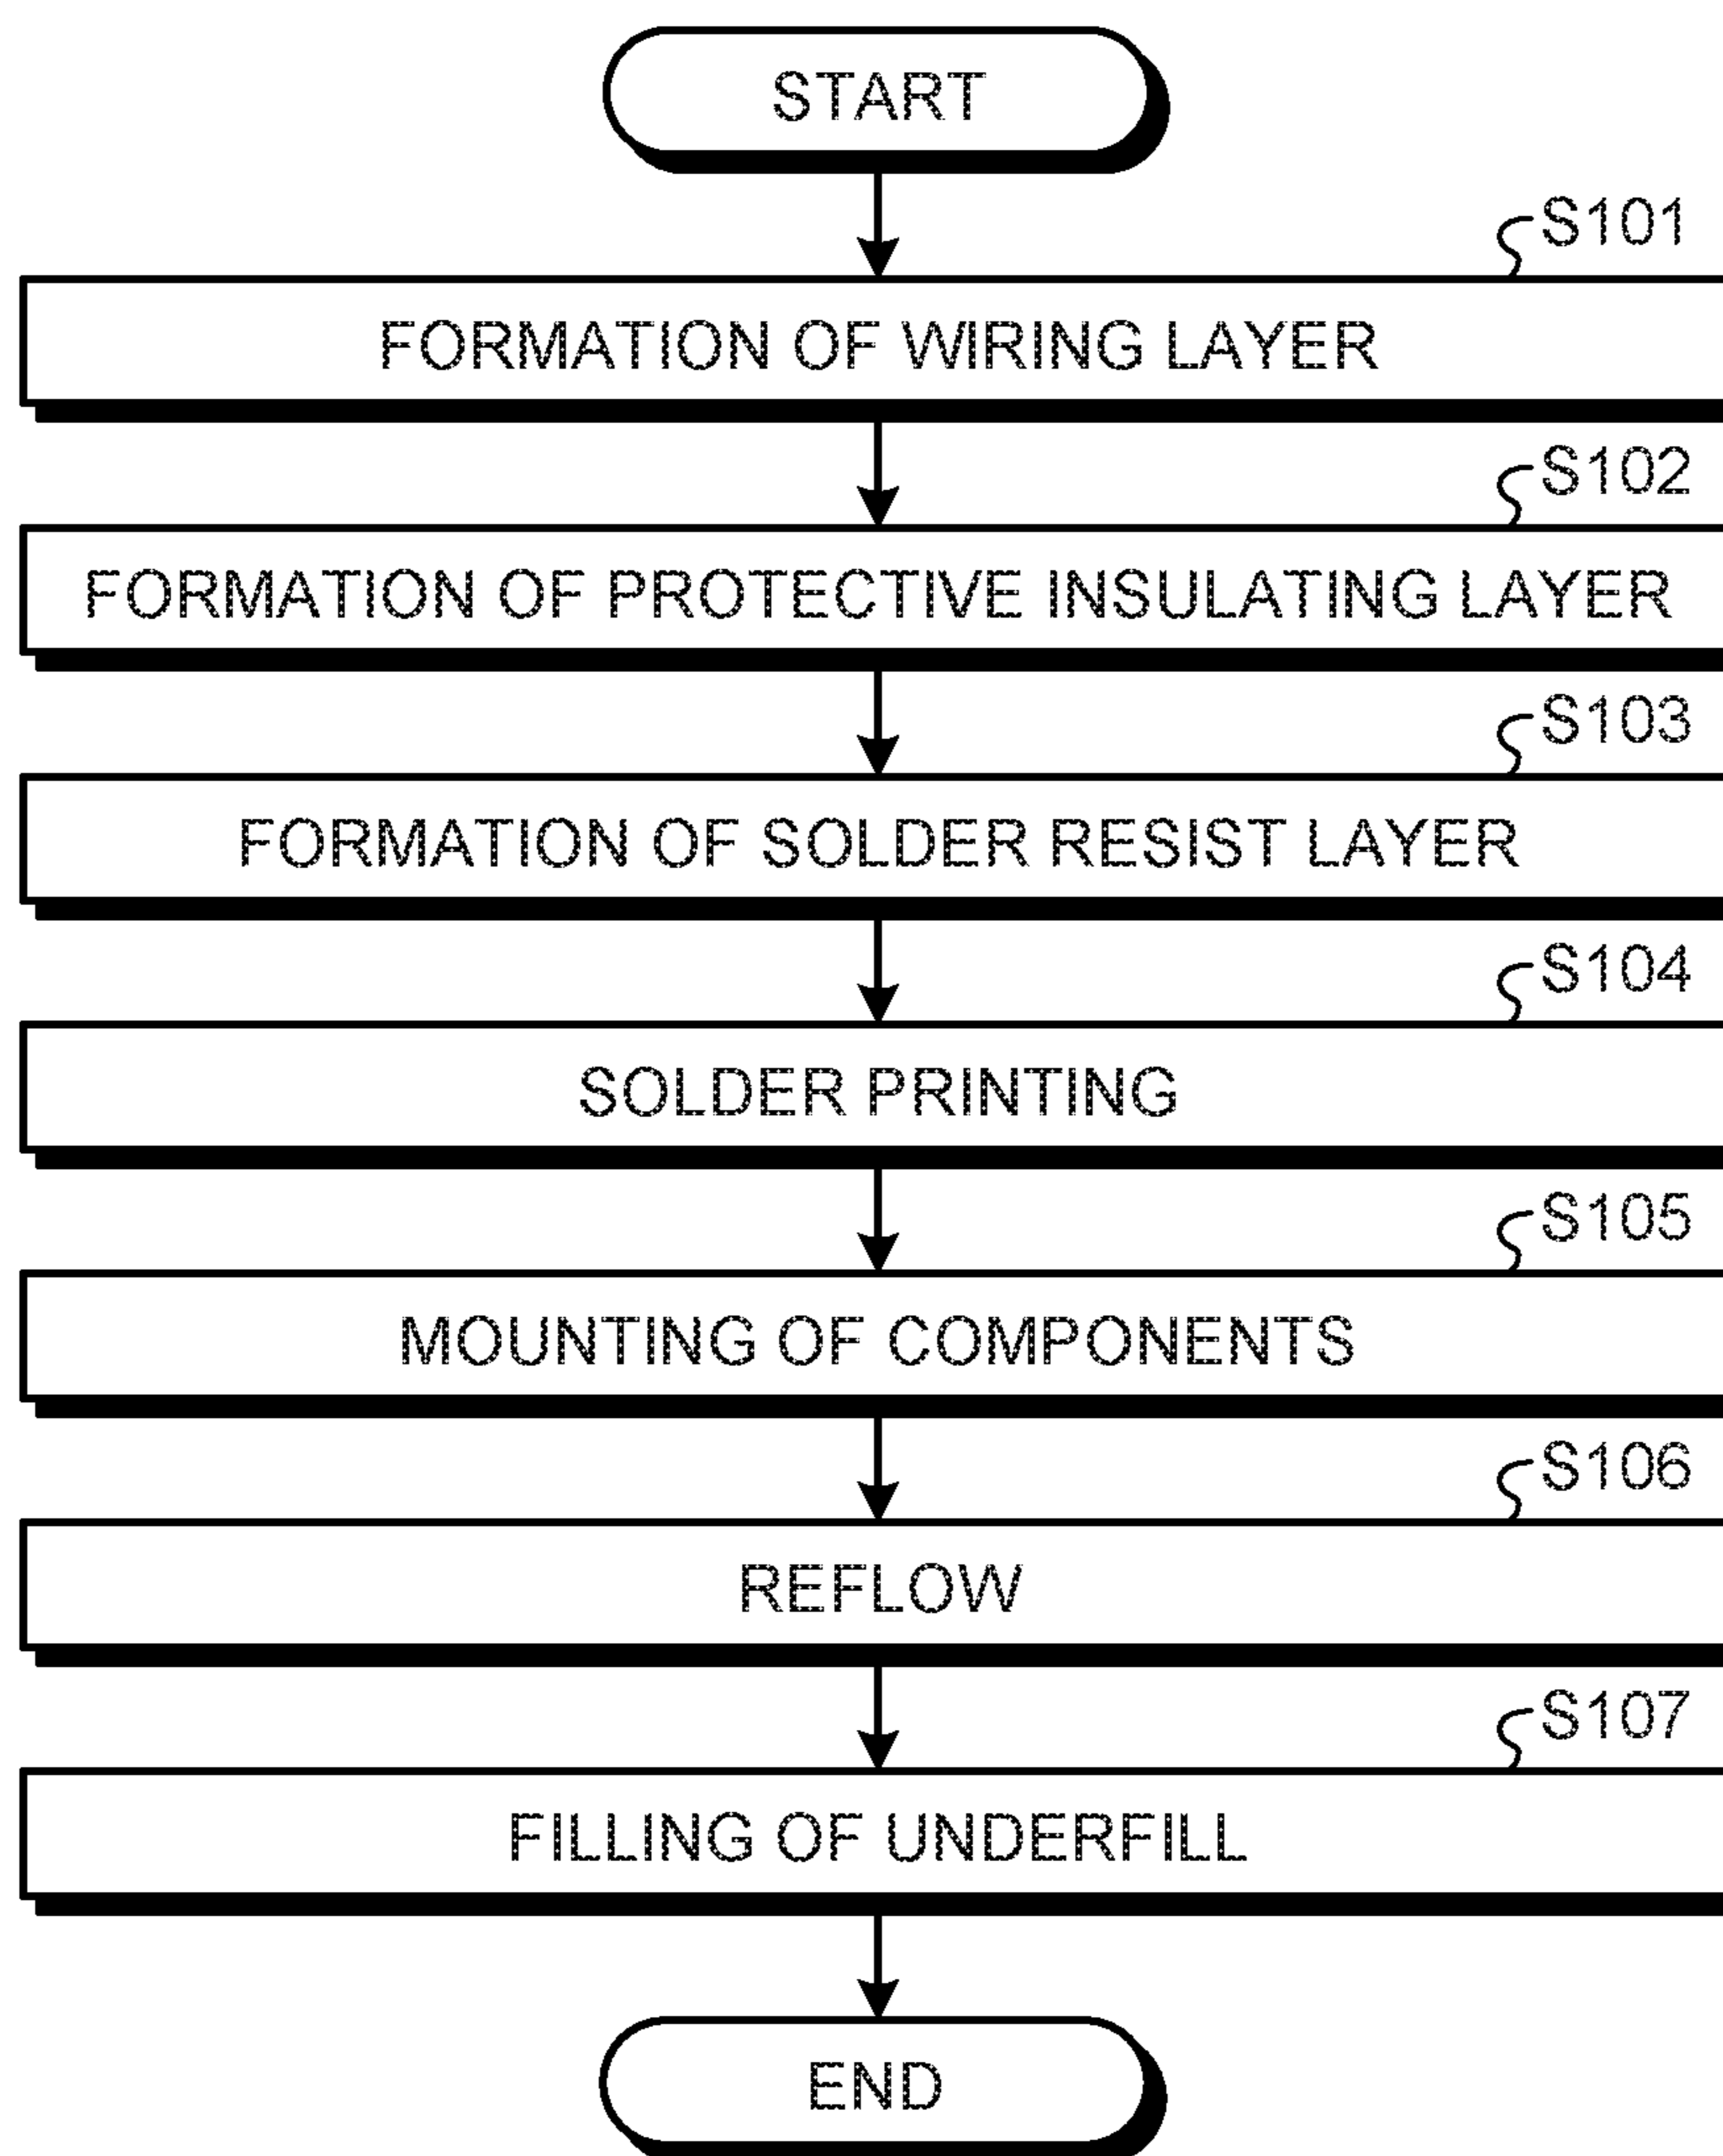 START
S101
FORMATION OF WIRING LAYER
S102
FORMATION OF PROTECTIVE INSULATING LAYER
S103
FORMATION OF SOLDER RESIST LAYER
S104
SOLDER PRINTING
S105
MOUNTING OF COMPONENTS
S106
REFLOW
S107
FILLING OF UNDERFILL
END